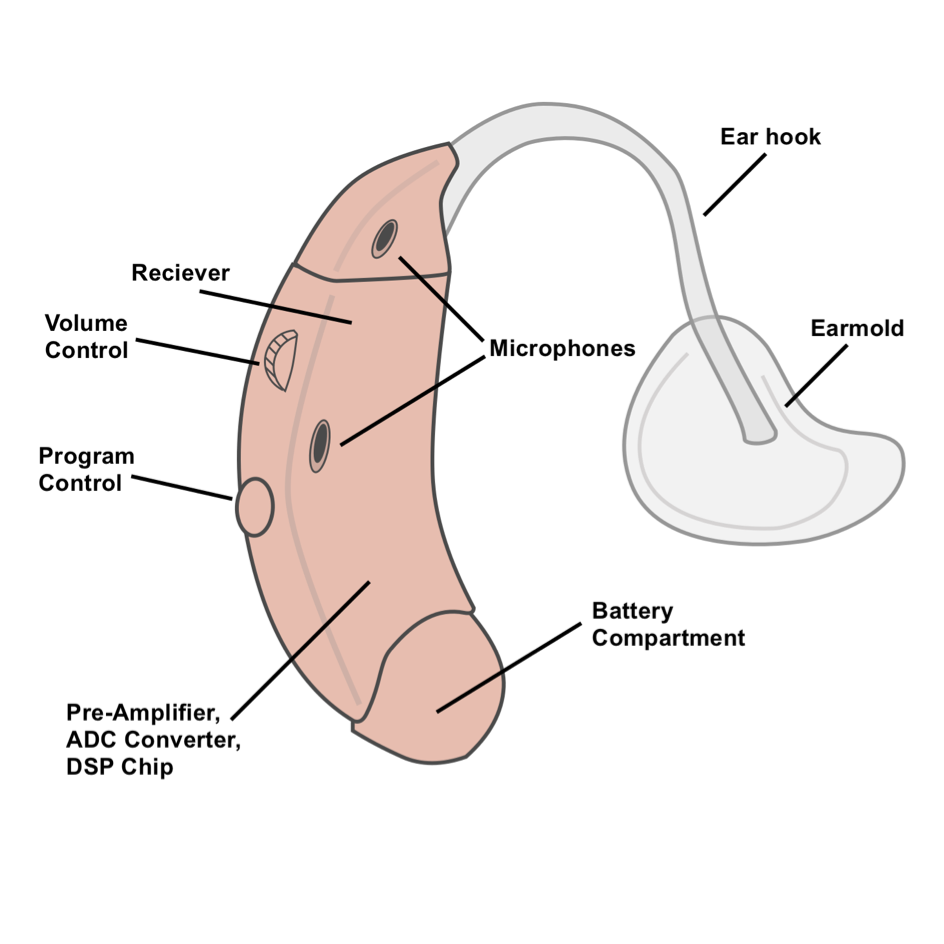 Ear hook
Reciever
Volume
Control
Earmold
Microphones
Program
Control
Battery
Compartment
Pre-Amplifier,
ADC Converter,
DSP Chip